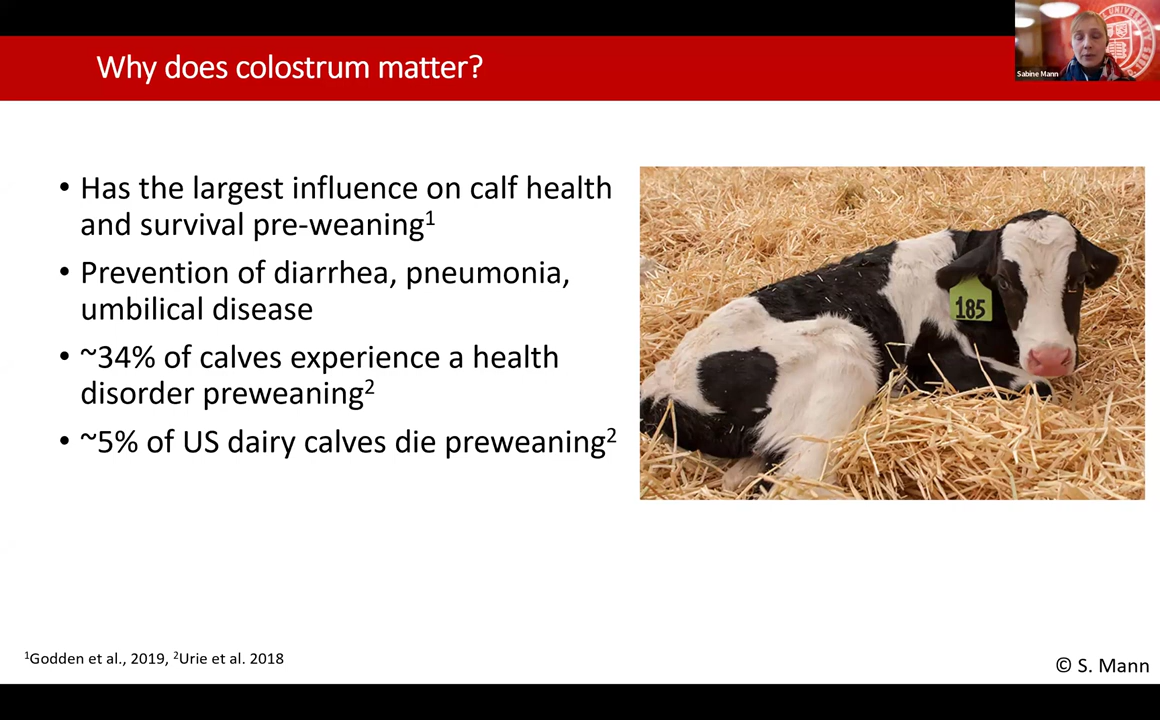 Why does colostrum matter?
Sabine Mann
• Has the largest influence on calf health
and survival pre-weaning¹
• Prevention of diarrhea, pneumonia,
umbilical disease
• ~34% of calves experience a health
disorder preweaning²
• ~5% of US dairy calves die preweaning²
185
¹Godden et al., 2019, ²Urie et al. 2018
© S. Mann